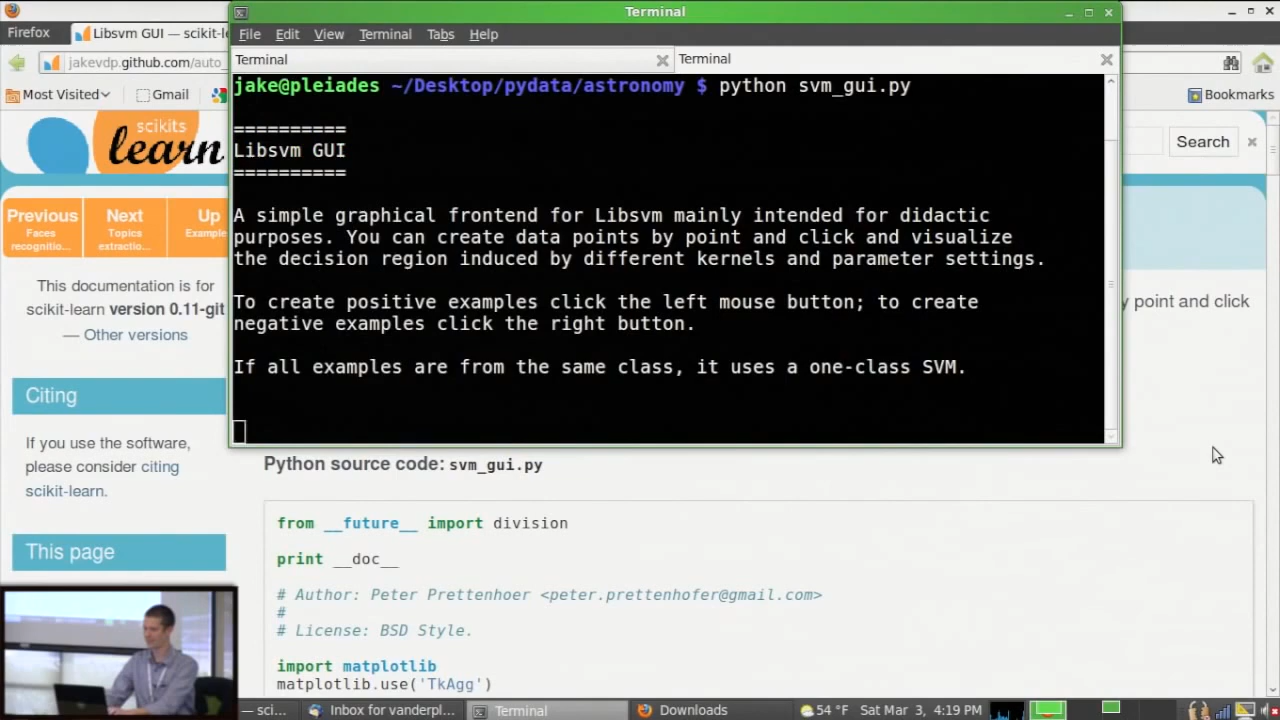 Terminal
Firefox
Libsvm GUI — scikit-le
File Edit View Terminal Tabs Help
jakevdp.github.com/auto_
Terminal
Terminal
Most Visited
Gmail
Bookmarks
jake@pleiades ~/Desktop/pydata/astronomy $ python svm_gui.py
==========
Libsvm GUI
==========
A simple graphical frontend for Libsvm mainly intended for didactic
purposes. You can create data points by point and click and visualize
the decision region induced by different kernels and parameter settings.
To create positive examples click the left mouse button; to create
negative examples click the right button.
If all examples are from the same class, it uses a one-class SVM.
scikits
learn
Search
Previous
Faces
recognitio...
Next
Topics
extractio...
Up
Example
This documentation is for
scikit-learn version 0.11-git
— Other versions
y point and click
Citing
If you use the software,
please consider citing
scikit-learn.
This page
Python source code: svm_gui.py
from __future__ import division
print __doc__
# Author: Peter Prettenhoer <peter.prettenhofer@gmail.com>
#
# License: BSD Style.
import matplotlib
matplotlib.use('TkAgg')
— sci...
Inbox for vanderpl...
Terminal
Downloads
54 °F
Sat Mar 3, 4:19 PM